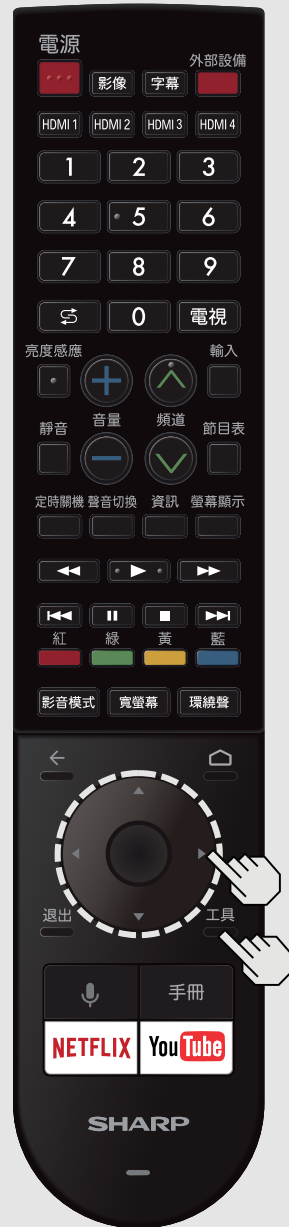 電源
外部設備
影像 字幕
HDMI 1 HDMI 2 HDMI 3 HDMI 4
1 2 3
4 5 6
7 8 9
0 電視
亮度感應 輸入
靜音 音量 頻道 節目表
定時關機 聲音切換 資訊 螢幕顯示
紅 綠 黃 藍
影音模式 寬螢幕 環繞聲
退出 工具
手冊
NETFLIX YouTube
SHARP